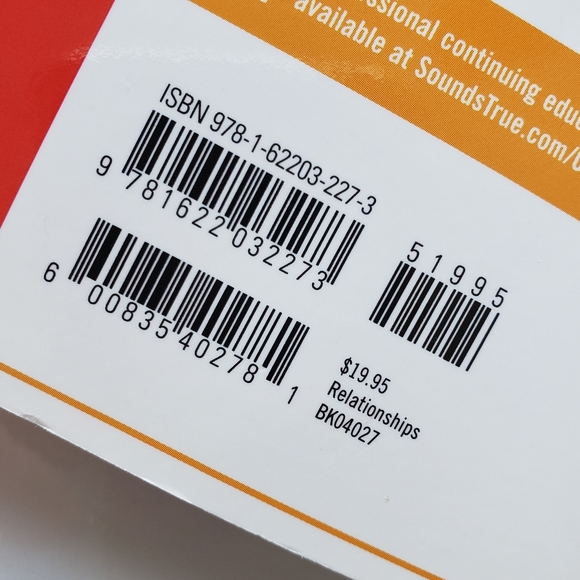 continuing
available at SoundsTrue.com/
ISBN 978-1-62203-227-3
9 781622 032273
51995
6 00835 40278 1
$19.95
Relationships
BK04027